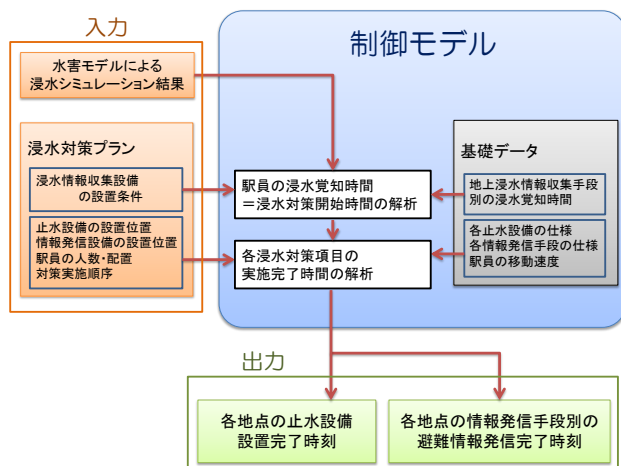 入力
制御モデル
水害モデルによる
浸水シミュレーション結果
浸水対策プラン
浸水情報収集設備
の設置条件
止水設備の設置位置
情報発信設備の設置位置
駅員の人数・配置
対策実施順序
駅員の浸水覚知時間
＝浸水対策開始時間の解析
各浸水対策項目の
実施完了時間の解析
基礎データ
地上浸水情報収集手段
別の浸水覚知時間
各止水設備の仕様
各情報発信手段の仕様
駅員の移動速度
出力
各地点の止水設備
設置完了時刻
各地点の情報発信手段別の
避難情報発信完了時刻